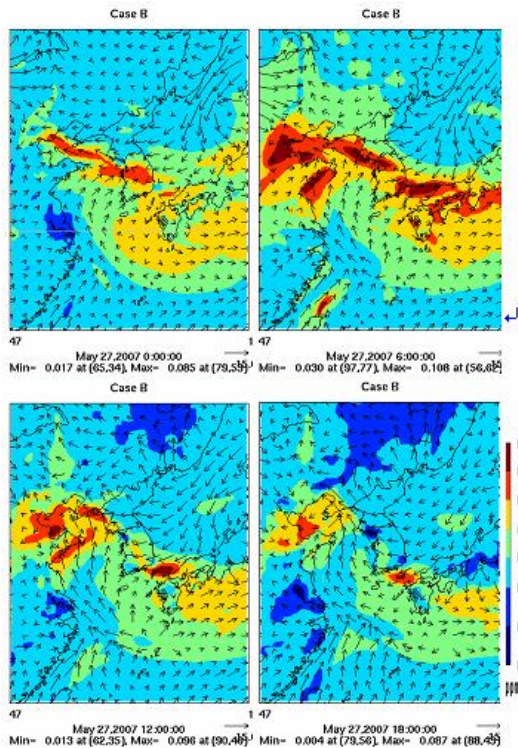 Case B
Case B
47 1
May 27,2007 0:00:00
Min= 0.017 at (65,34), Max= 0.085 at (79,59)
47
May 27,2007 6:00:00
Min= 0.030 at (97,77), Max= 0.108 at
Case B
Case B
ppm
47 1
May 27,2007 12:00:00
Min= 0.013 at (62,35), Max= 0.096 at (90,46)
47
May 27,2007 18:00:00
Min= 0.004 at (79,56), Max= 0.087 at (88,45)